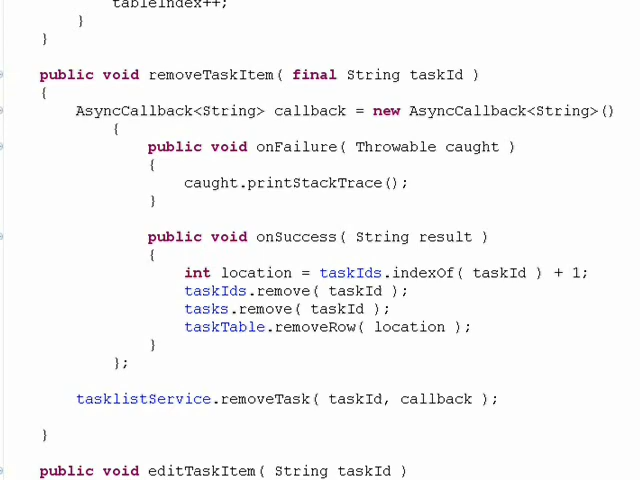 tableIndex++;
}
}
public void removeTaskItem( final String taskId )
{
AsyncCallback<String> callback = new AsyncCallback<String>()
{
public void onFailure( Throwable caught )
{
caught.printStackTrace();
}
public void onSuccess( String result )
{
int location = taskIds.indexOf( taskId ) + 1;
taskIds.remove( taskId );
tasks.remove( taskId );
taskTable.removeRow( location );
}
};
tasklistService.removeTask( taskId, callback );
}
public void editTaskItem( String taskId )